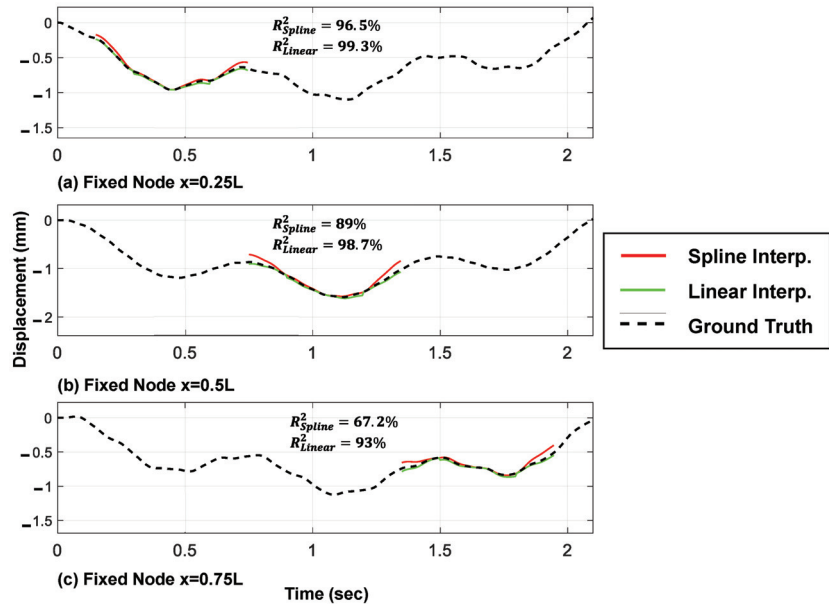 0
−0.5
−1
−1.5
R²Spline = 96.5%
R²Linear = 99.3%
0 0.5 1 1.5 2
(a) Fixed Node x=0.25L
Displacement (mm)
0
−1
−2
R²Spline = 89%
R²Linear = 98.7%
0 0.5 1 1.5 2
(b) Fixed Node x=0.5L
Spline Interp.
Linear Interp.
Ground Truth
0
−0.5
−1
−1.5
R²Spline = 67.2%
R²Linear = 93%
0 0.5 1 1.5 2
(c) Fixed Node x=0.75L
Time (sec)